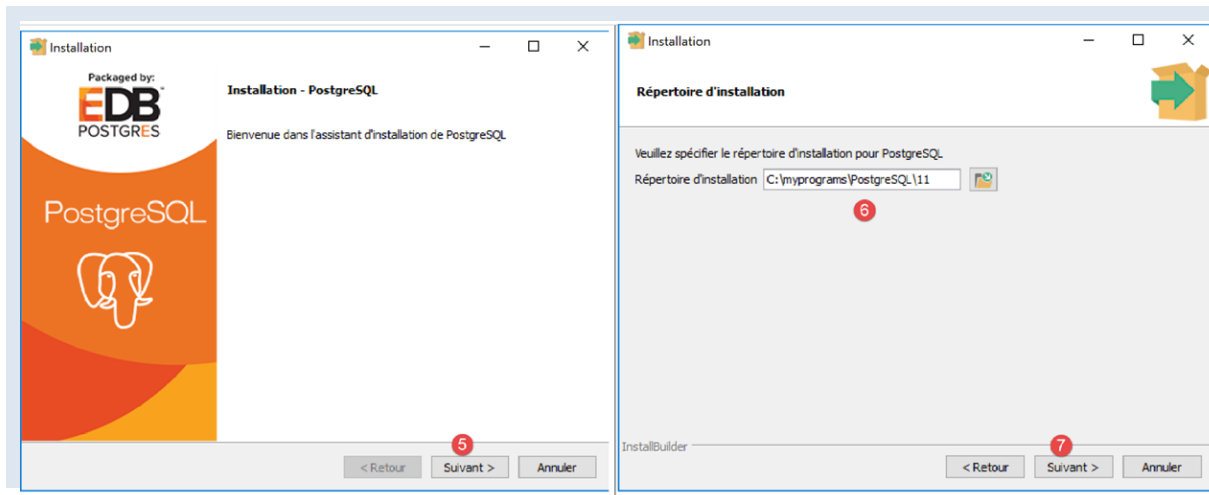 Installation
Packaged by:
EDB
POSTGRES
PostgreSQL
Installation - PostgreSQL
Bienvenue dans l'assistant d'installation de PostgreSQL
5
< Retour
Suivant >
Annuler
Installation
Répertoire d'installation
Veuillez spécifier le répertoire d'installation pour PostgreSQL
Répertoire d'installation C:\myprograms\PostgreSQL\11
6
InstallBuilder
7
< Retour
Suivant >
Annuler